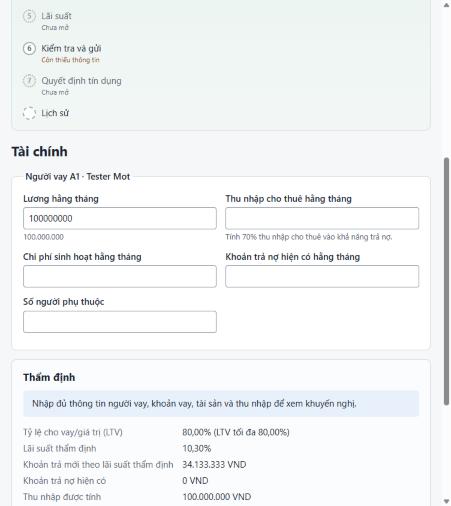 5 Lãi suất
Chưa mở
6 Kiểm tra và gửi
Còn thiếu thông tin
7 Quyết định tín dụng
Chưa mở
Lịch sử
Tài chính
Người vay A1 · Tester Mot
Lương hằng tháng
Thu nhập cho thuê hằng tháng
100000000
100.000.000
Tính 70% thu nhập cho thuê vào khả năng trả nợ.
Chi phí sinh hoạt hằng tháng
Khoản trả nợ hiện có hằng tháng
Số người phụ thuộc
Thẩm định
Nhập đủ thông tin người vay, khoản vay, tài sản và thu nhập để xem khuyến nghị.
Tỷ lệ cho vay/giá trị (LTV) 80,00% (LTV tối đa 80,00%)
Lãi suất thẩm định 10,30%
Khoản trả mới theo lãi suất thẩm định 34.133.333 VND
Khoản trả nợ hiện có 0 VND
Thu nhập được tính 100.000.000 VND